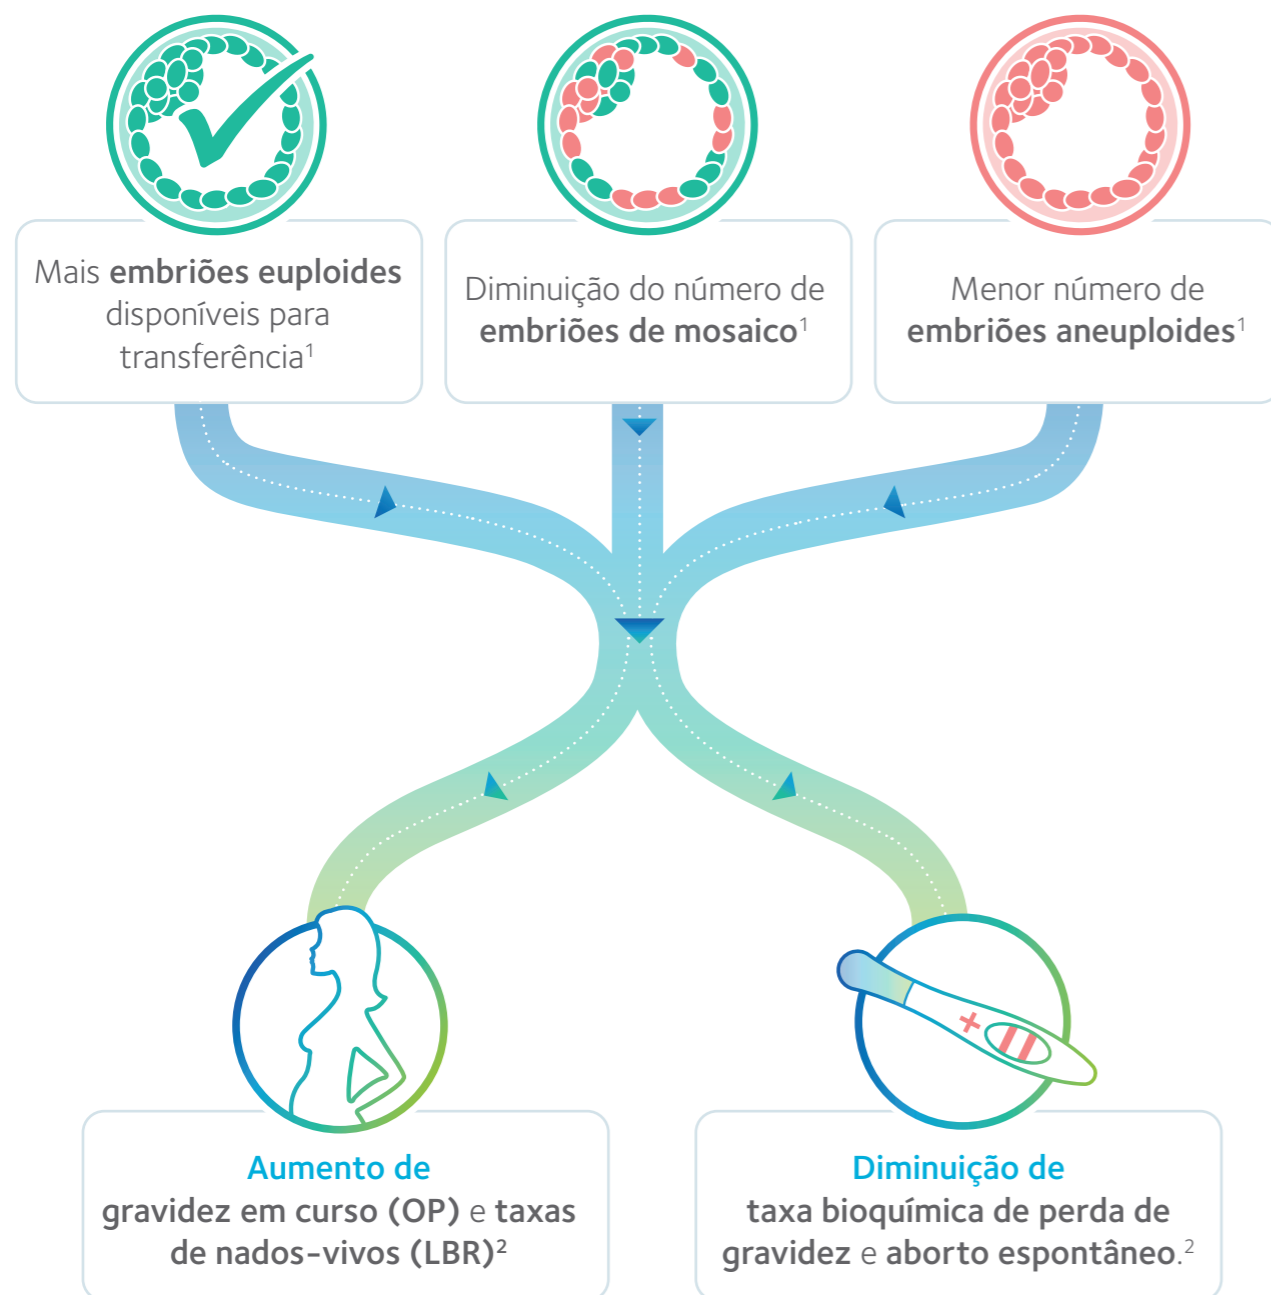 Mais embriões euploides
disponíveis para
transferência¹
Diminuição do número de
embriões de mosaico¹
Menor número de
embriões aneuploides¹
Aumento de
gravidez em curso (OP) e taxas
de nados-vivos (LBR)²
Diminuição de
taxa bioquímica de perda de
gravidez e aborto espontâneo.²